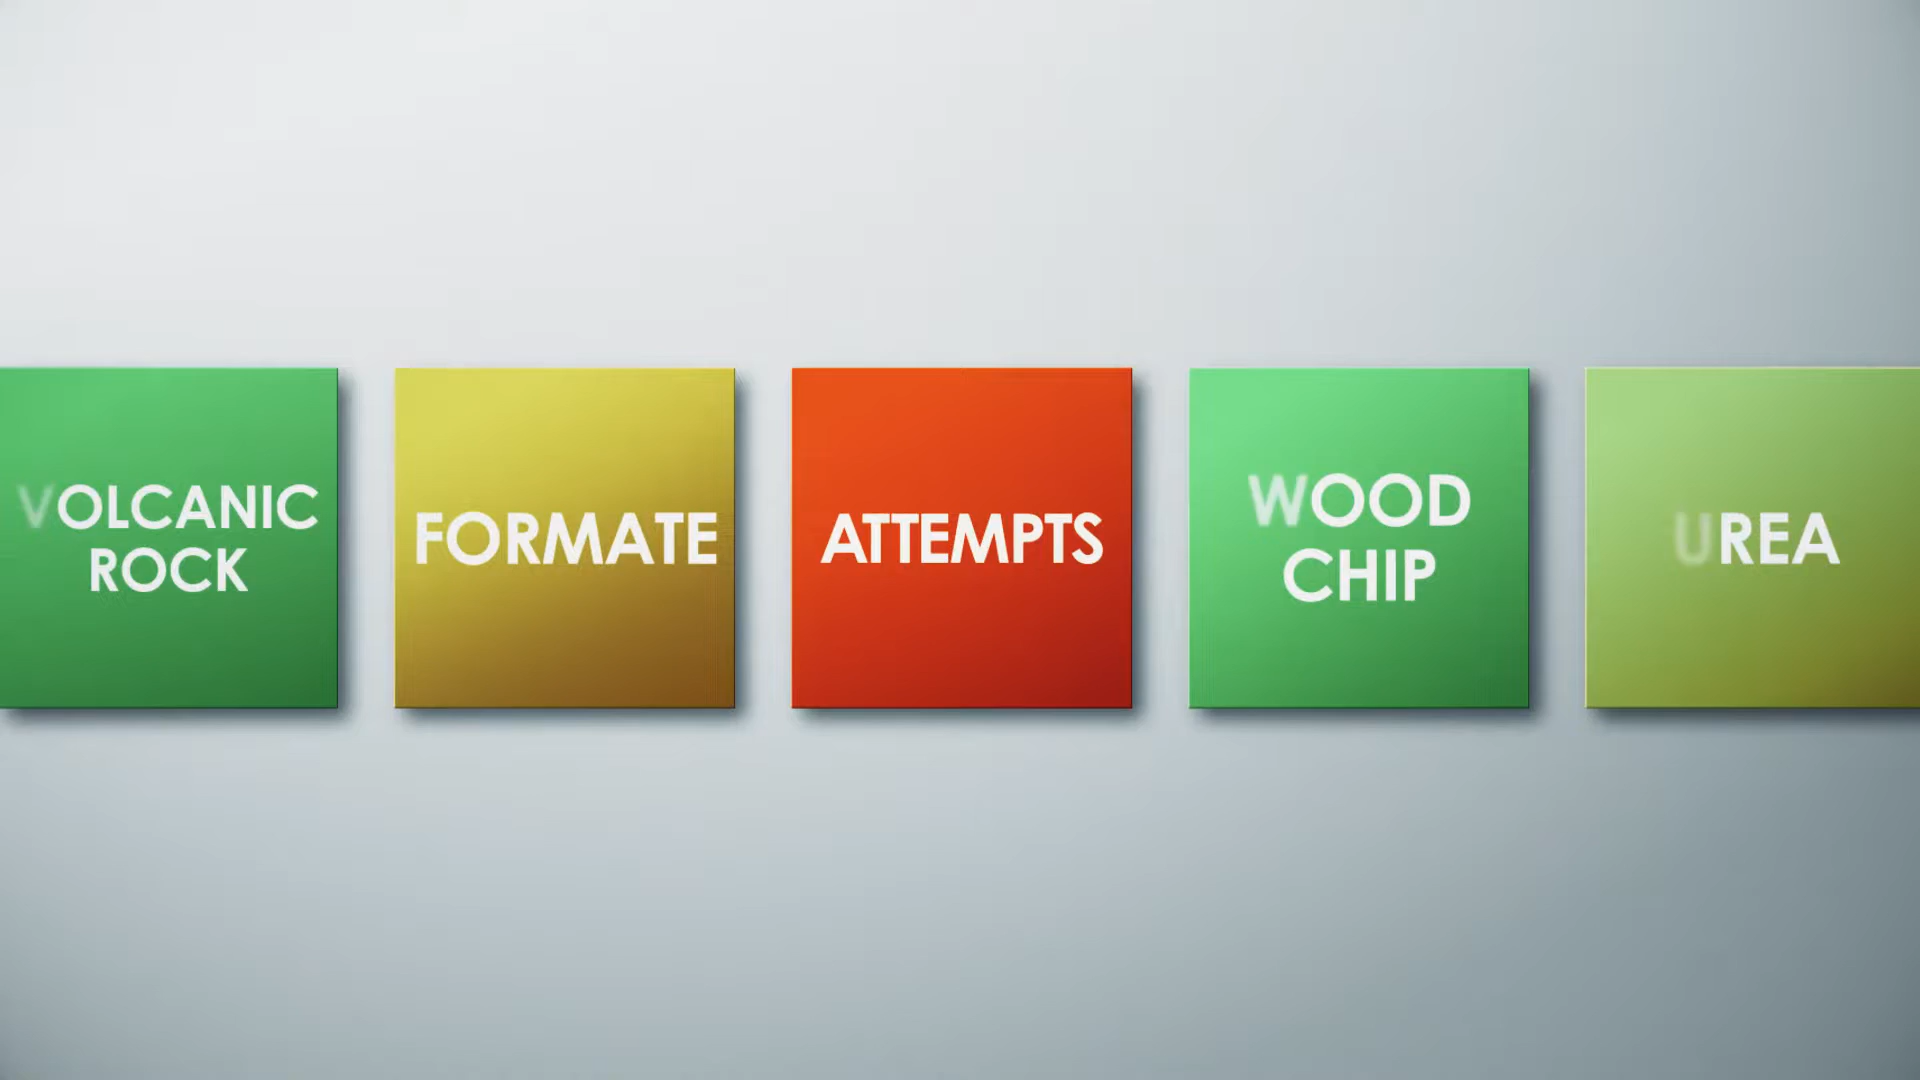 VOLCANIC
ROCK
FORMATE
ATTEMPTS
WOOD
CHIP
UREA